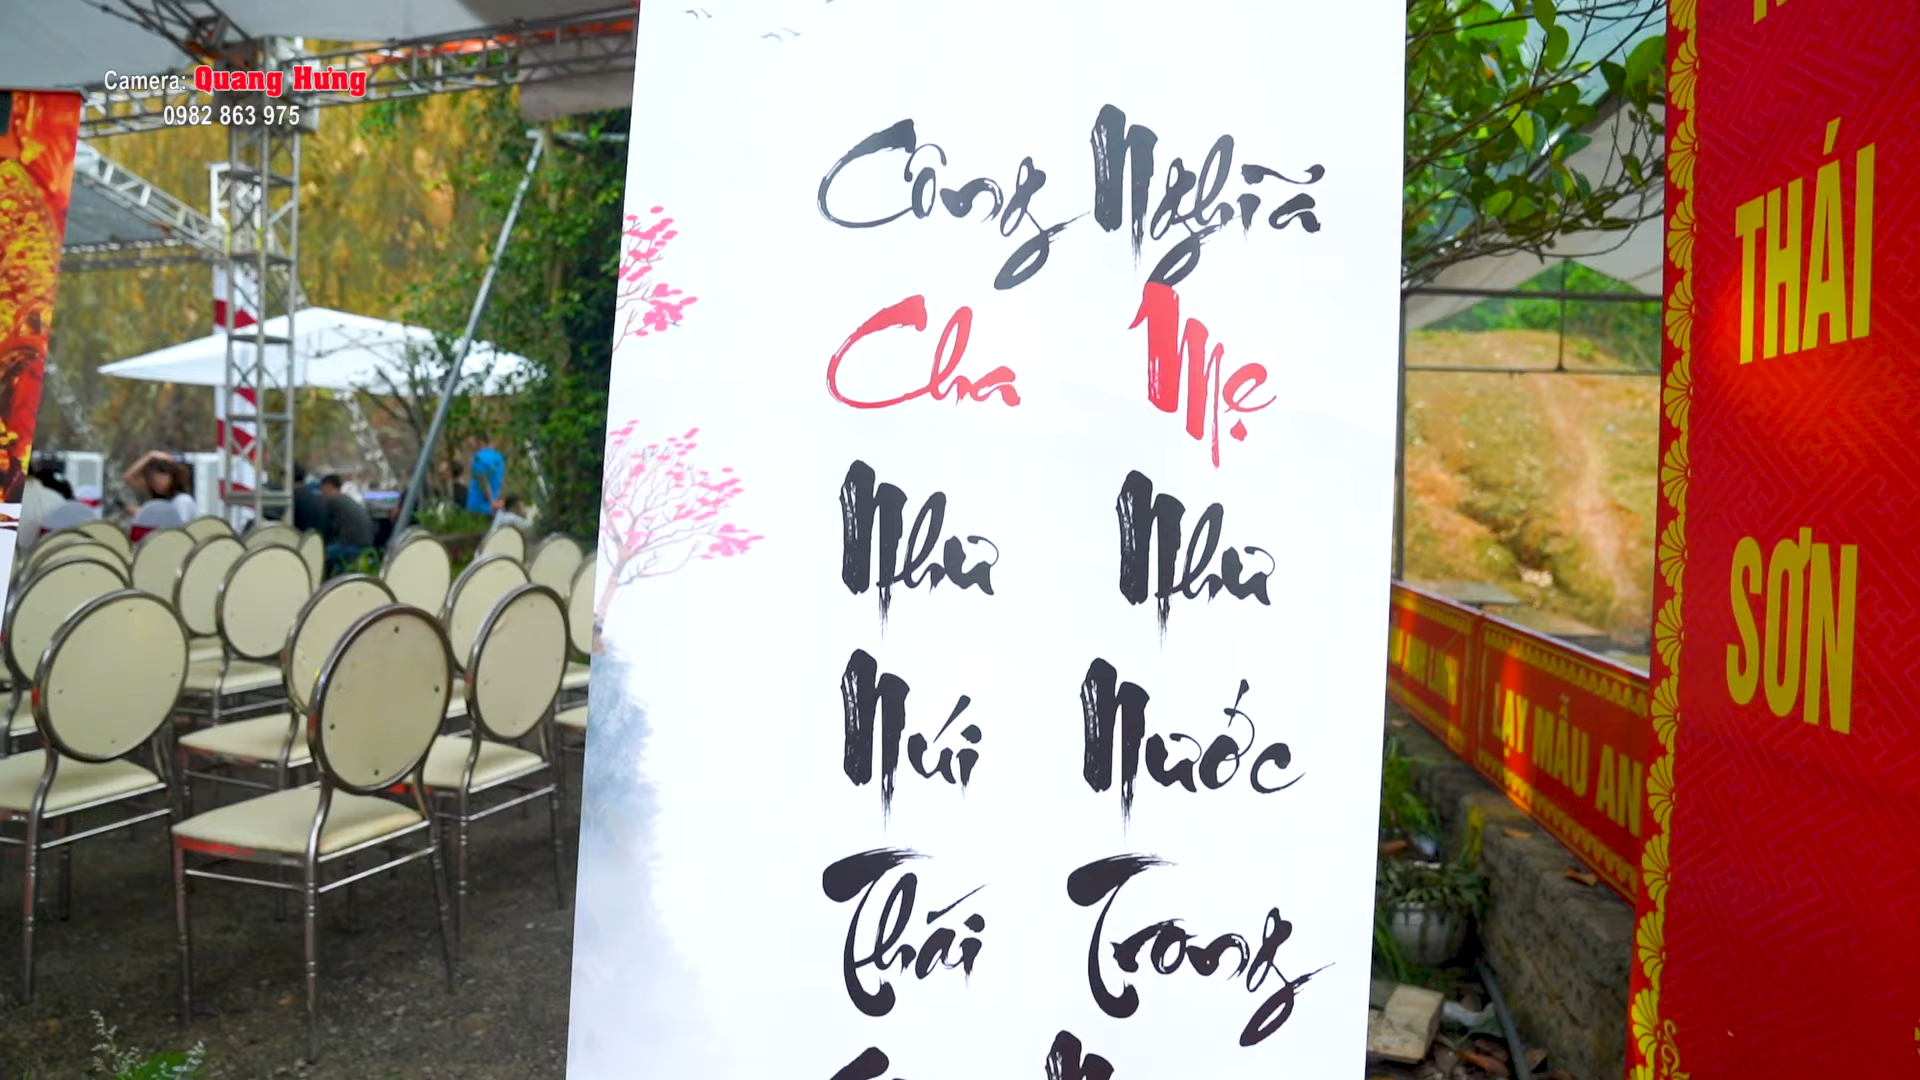 Camera: Quang Hưng
0982 863 975
Công Nghĩa
Cha Mẹ
Như Như
Núi Nước
Thái Trong
THÁI
SƠN
LẠY MẪU AN